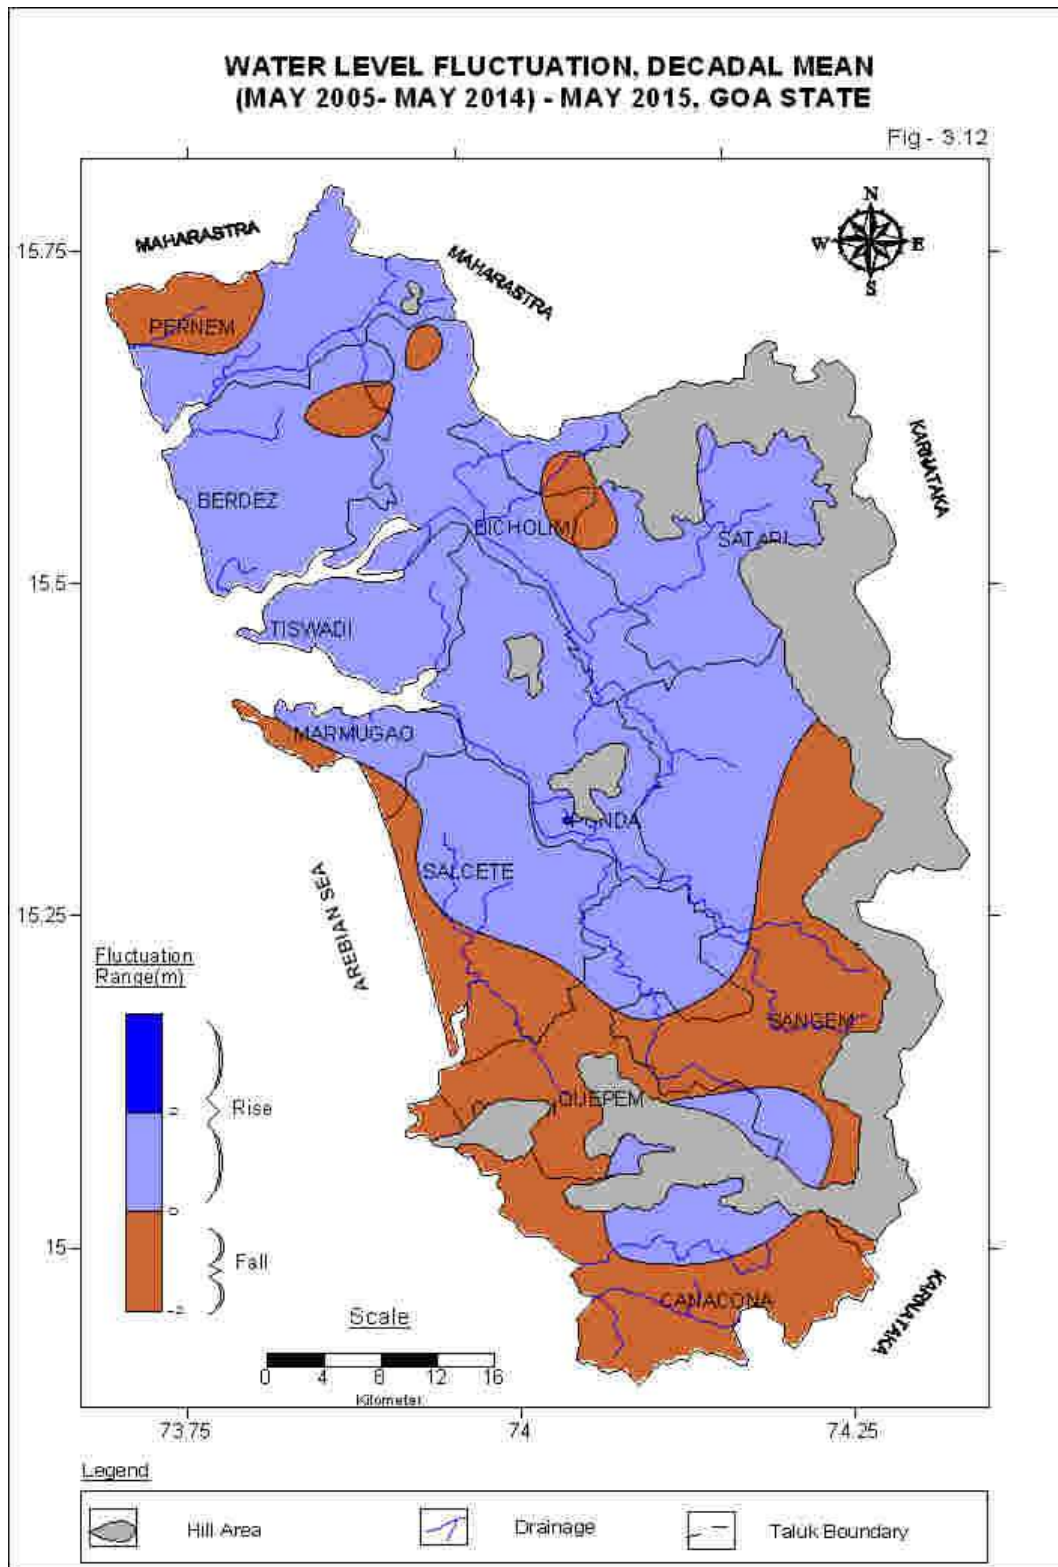 WATER LEVEL FLUCTUATION, DECADAL MEAN
(MAY 2005- MAY 2014) - MAY 2015, GOA STATE
Fig - 3.12
N
W
E
S
MAHARASTRA
MAHARASTRA
15.75
PERNEM
KARNATAKA
BERDEZ
BICHOLIM
SATARI
15.5
TISWADI
MARMUGAO
PONDA
SALCETE
AREBIAN SEA
15.25
Fluctuation
Range(m)
SANGEM
2
Rise
QUEPEM
0
15
Fall
-2
CANACONA
KARNATAKA
Scale
0 4 8 12 16
Kilometer
73.75 74 74.25
Legend
Hill Area
Drainage
Taluk Boundary